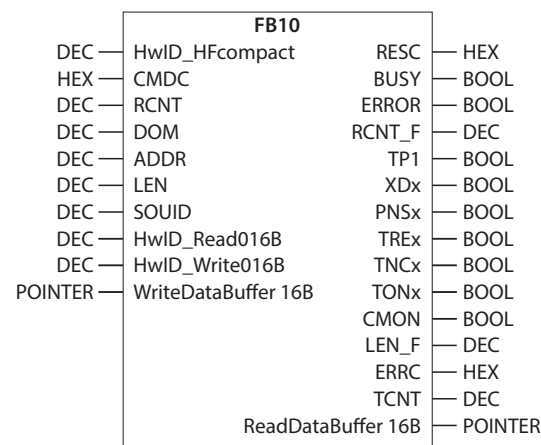 FB10
DEC HwID_HFcompact RESC HEX
HEX CMDC BUSY BOOL
DEC RCNT ERROR BOOL
DEC DOM RCNT_F DEC
DEC ADDR TP1 BOOL
DEC LEN XDx BOOL
DEC SOUID PNSx BOOL
DEC HwID_Read016B TREx BOOL
DEC HwID_Write016B TNCx BOOL
POINTER WriteDataBuffer 16B TONx BOOL
CMON BOOL
LEN_F DEC
ERRC HEX
TCNT DEC
ReadDataBuffer 16B POINTER